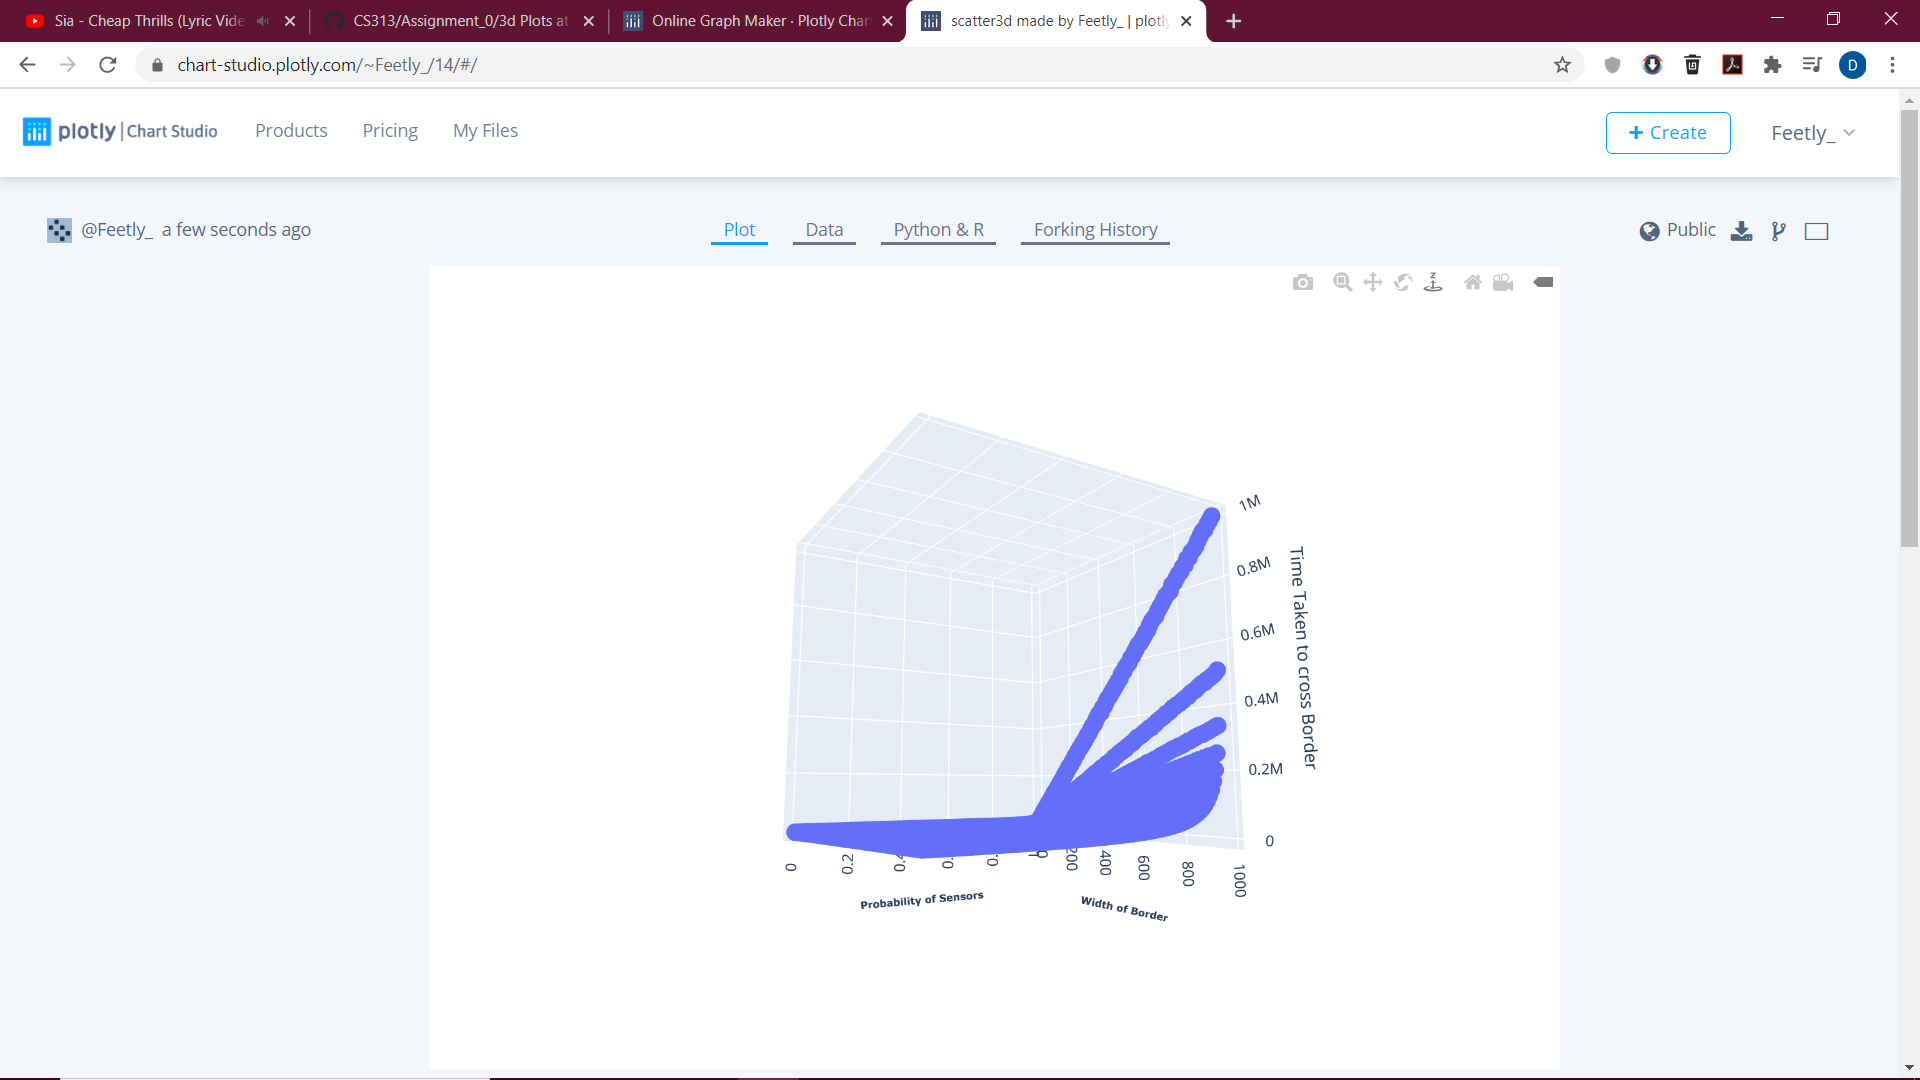 Sia - Cheap Thrills (Lyric Vide
CS313/Assignment_0/3d Plots at
Online Graph Maker · Plotly Char
scatter3d made by Feetly_ | plotly
chart-studio.plotly.com/~Feetly_/14/#/
D
plotly | Chart Studio
Products
Pricing
My Files
+ Create
Feetly_
@Feetly_ a few seconds ago
Plot
Data
Python & R
Forking History
Public
z
1M
0.8M
0.6M
0.4M
0.2M
0
Time Taken to cross Border
0
0.2
0.
0.
1
0
200
400
600
800
1000
Probability of Sensors
Width of Border